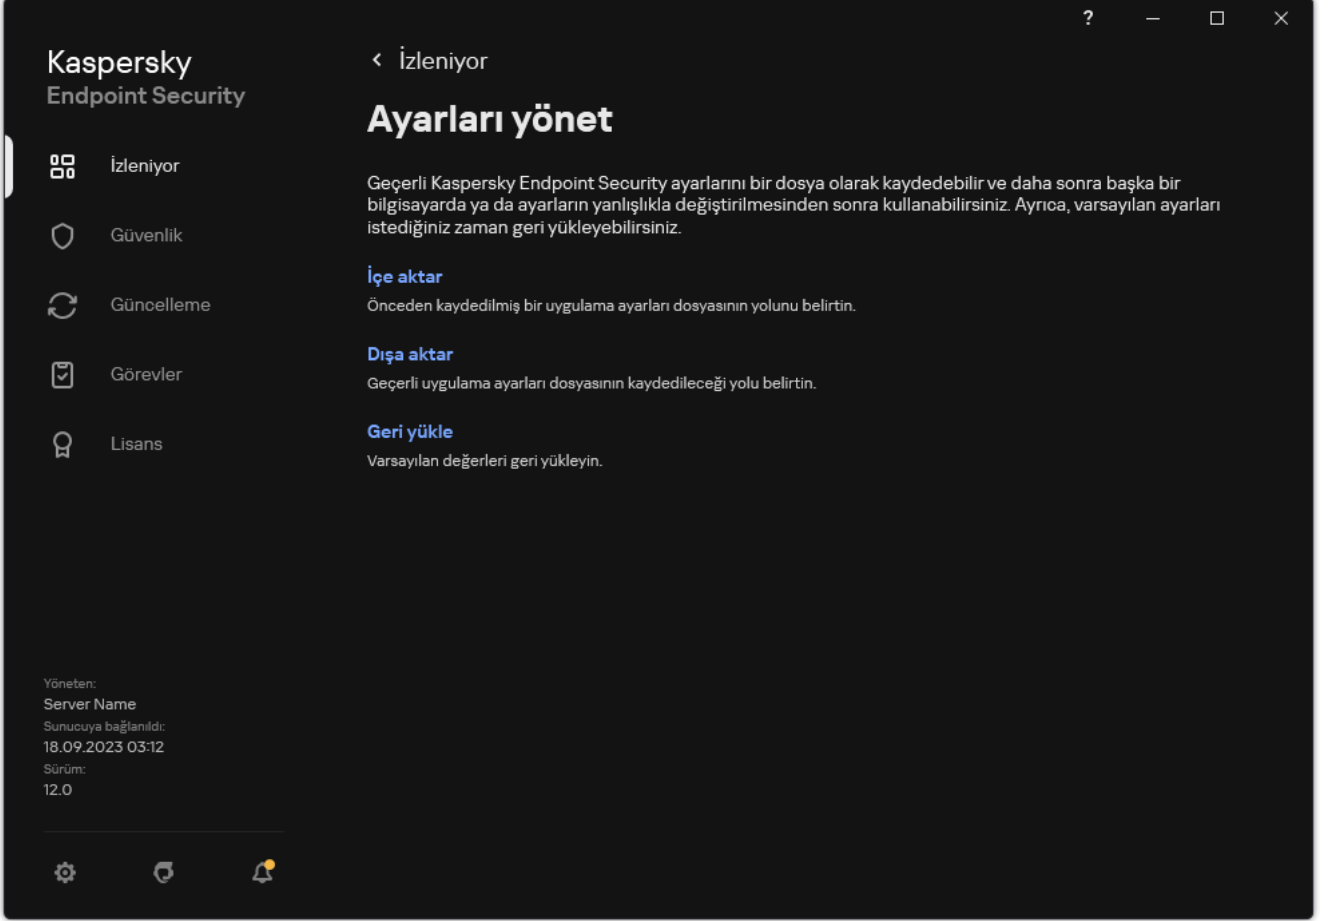 ?
Kaspersky
Endpoint Security
İzleniyor
Güvenlik
Güncelleme
Görevler
Lisans
Yöneten:
Server Name
Sunucuya bağlanıldı:
18.09.2023 03:12
Sürüm:
12.0
İzleniyor
Ayarları yönet
Geçerli Kaspersky Endpoint Security ayarlarını bir dosya olarak kaydedebilir ve daha sonra başka bir
bilgisayarda ya da ayarların yanlışlıkla değiştirilmesinden sonra kullanabilirsiniz. Ayrıca, varsayılan ayarları
istediğiniz zaman geri yükleyebilirsiniz.
İçe aktar
Önceden kaydedilmiş bir uygulama ayarları dosyasının yolunu belirtin.
Dışa aktar
Geçerli uygulama ayarları dosyasının kaydedileceği yolu belirtin.
Geri yükle
Varsayılan değerleri geri yükleyin.